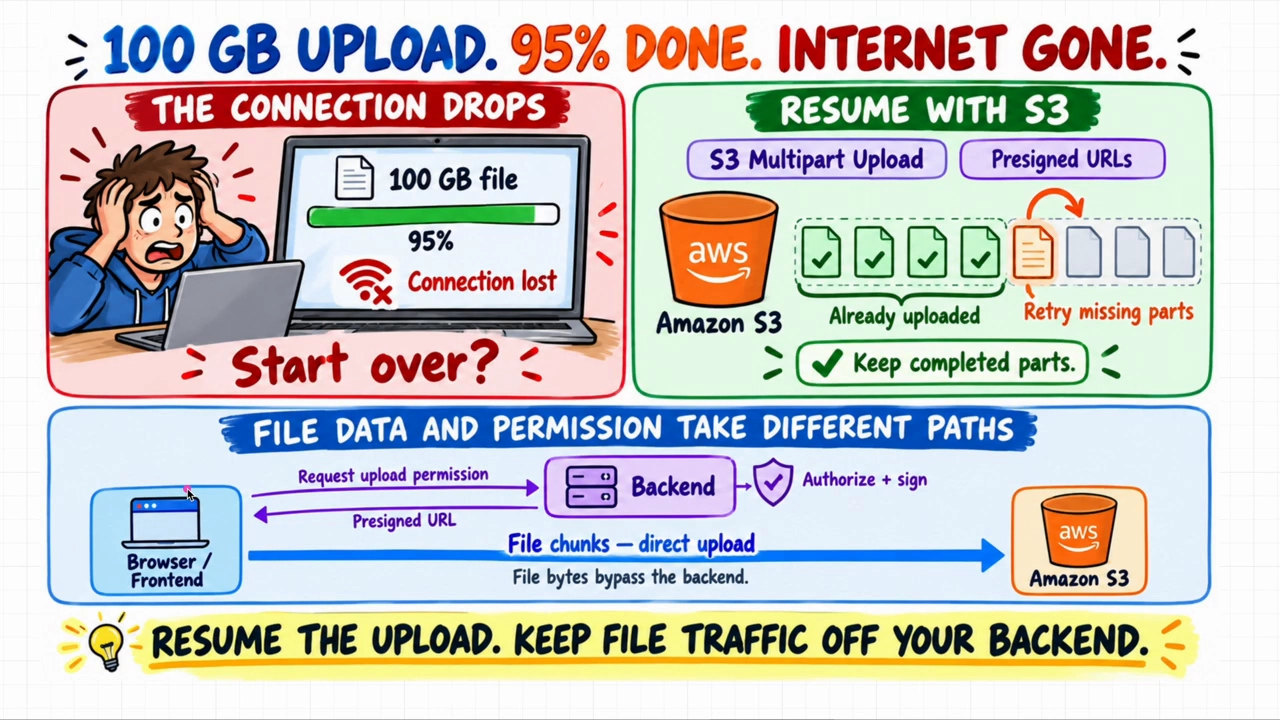 100 GB UPLOAD. 95% DONE. INTERNET GONE.
THE CONNECTION DROPS
100 GB file
95%
Connection lost
Start over?
RESUME WITH S3
S3 Multipart Upload
Presigned URLs
aws
Amazon S3
Already uploaded
Retry missing parts
Keep completed parts.
FILE DATA AND PERMISSION TAKE DIFFERENT PATHS
Request upload permission
Presigned URL
Backend
Authorize + sign
File chunks — direct upload
File bytes bypass the backend.
Browser /
Frontend
aws
Amazon S3
RESUME THE UPLOAD. KEEP FILE TRAFFIC OFF YOUR BACKEND.